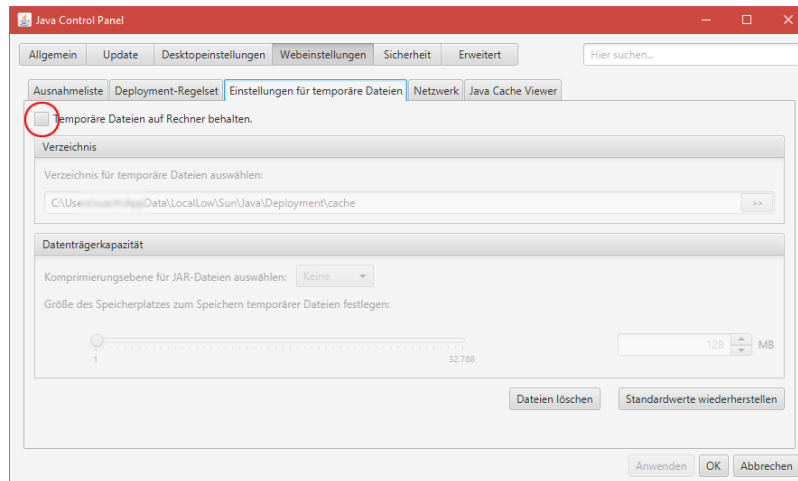 Java Control Panel
Allgemein Update Desktopeinstellungen Webeinstellungen Sicherheit Erweitert Hier suchen...
Ausnahmeliste Deployment-Regelset Einstellungen für temporäre Dateien Netzwerk Java Cache Viewer
Temporäre Dateien auf Rechner behalten.
Verzeichnis
Verzeichnis für temporäre Dateien auswählen:
C:\Use Data\LocalLow\Sun\Java\Deployment\cache >>
Datenträgerkapazität
Komprimierungsebene für JAR-Dateien auswählen: Keine
Größe des Speicherplatzes zum Speichern temporärer Dateien festlegen:
128 MB
1 32.768
Dateien löschen Standardwerte wiederherstellen
Anwenden OK Abbrechen